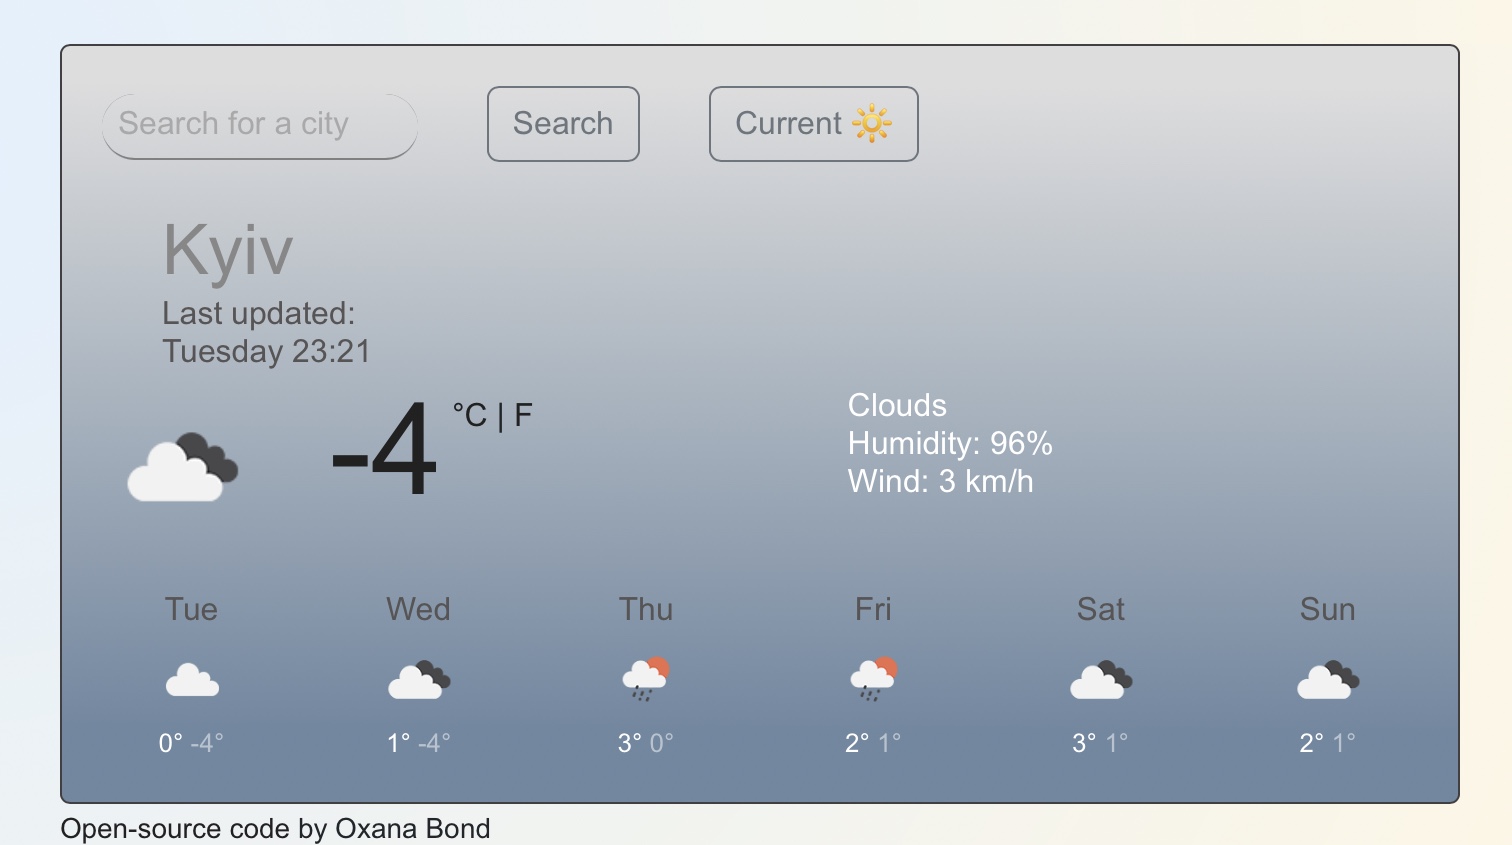 Search for a city
Search
Current
Kyiv
Last updated:
Tuesday 23:21
-4 °C | F
Clouds
Humidity: 96%
Wind: 3 km/h
Tue Wed Thu Fri Sat Sun
0° -4° 1° -4° 3° 0° 2° 1° 3° 1° 2° 1°
Open-source code by Oxana Bond